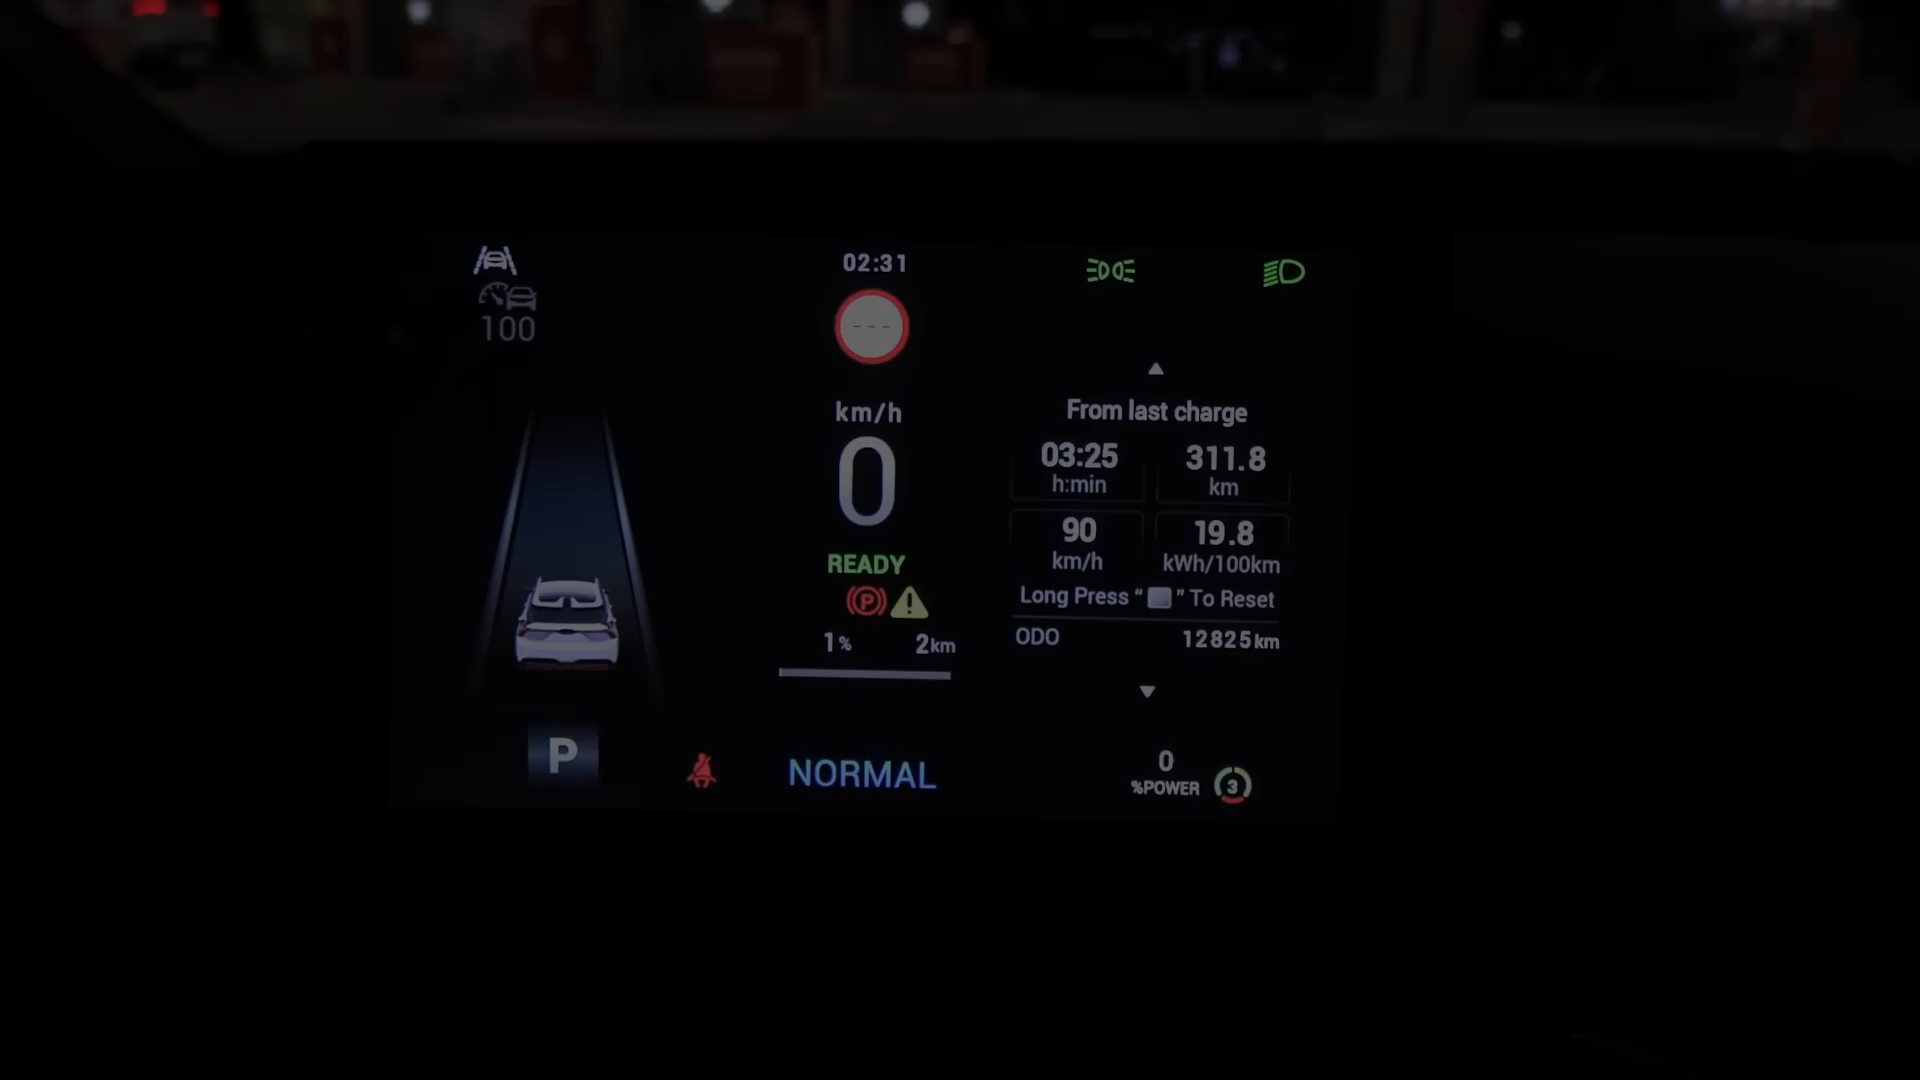 02:31
100
---
km/h
0
READY
P
1% 2km
From last charge
03:25 311.8
h:min km
90 19.8
km/h kWh/100km
Long Press “ ” To Reset
ODO 12825km
P
NORMAL
0
%POWER 3